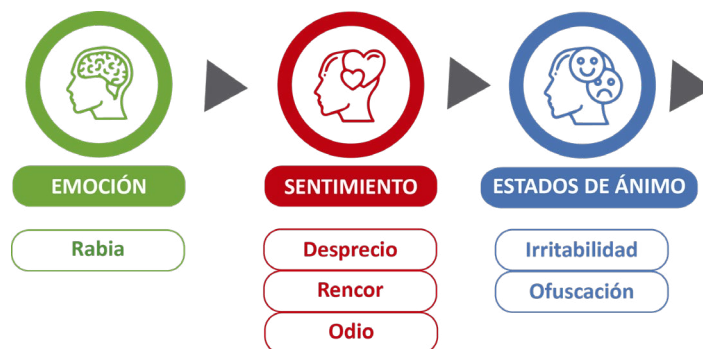 EMOCIÓN
Rabia
SENTIMIENTO
Desprecio
Rencor
Odio
ESTADOS DE ÁNIMO
Irritabilidad
Ofuscación